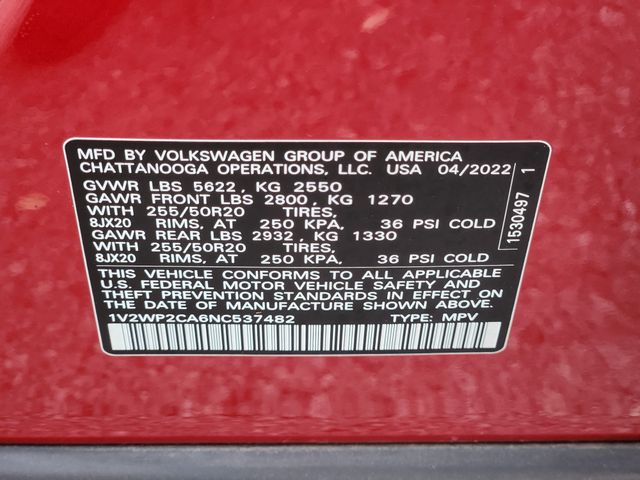 MFD BY VOLKSWAGEN GROUP OF AMERICA
CHATTANOOGA OPERATIONS, LLC. USA 04/2022
GVWR LBS 5622 , KG 2550
GAWR FRONT LBS 2800 , KG 1270
WITH 255/50R20 TIRES,
8JX20 RIMS, AT 250 KPA, 36 PSI COLD
GAWR REAR LBS 2932 , KG 1330
WITH 255/50R20 TIRES,
8JX20 RIMS, AT 250 KPA, 36 PSI COLD
THIS VEHICLE CONFORMS TO ALL APPLICABLE
U.S. FEDERAL MOTOR VEHICLE SAFETY AND
THEFT PREVENTION STANDARDS IN EFFECT ON
THE DATE OF MANUFACTURE SHOWN ABOVE.
1V2WP2CA6NC537482 TYPE: MPV
1530497 1